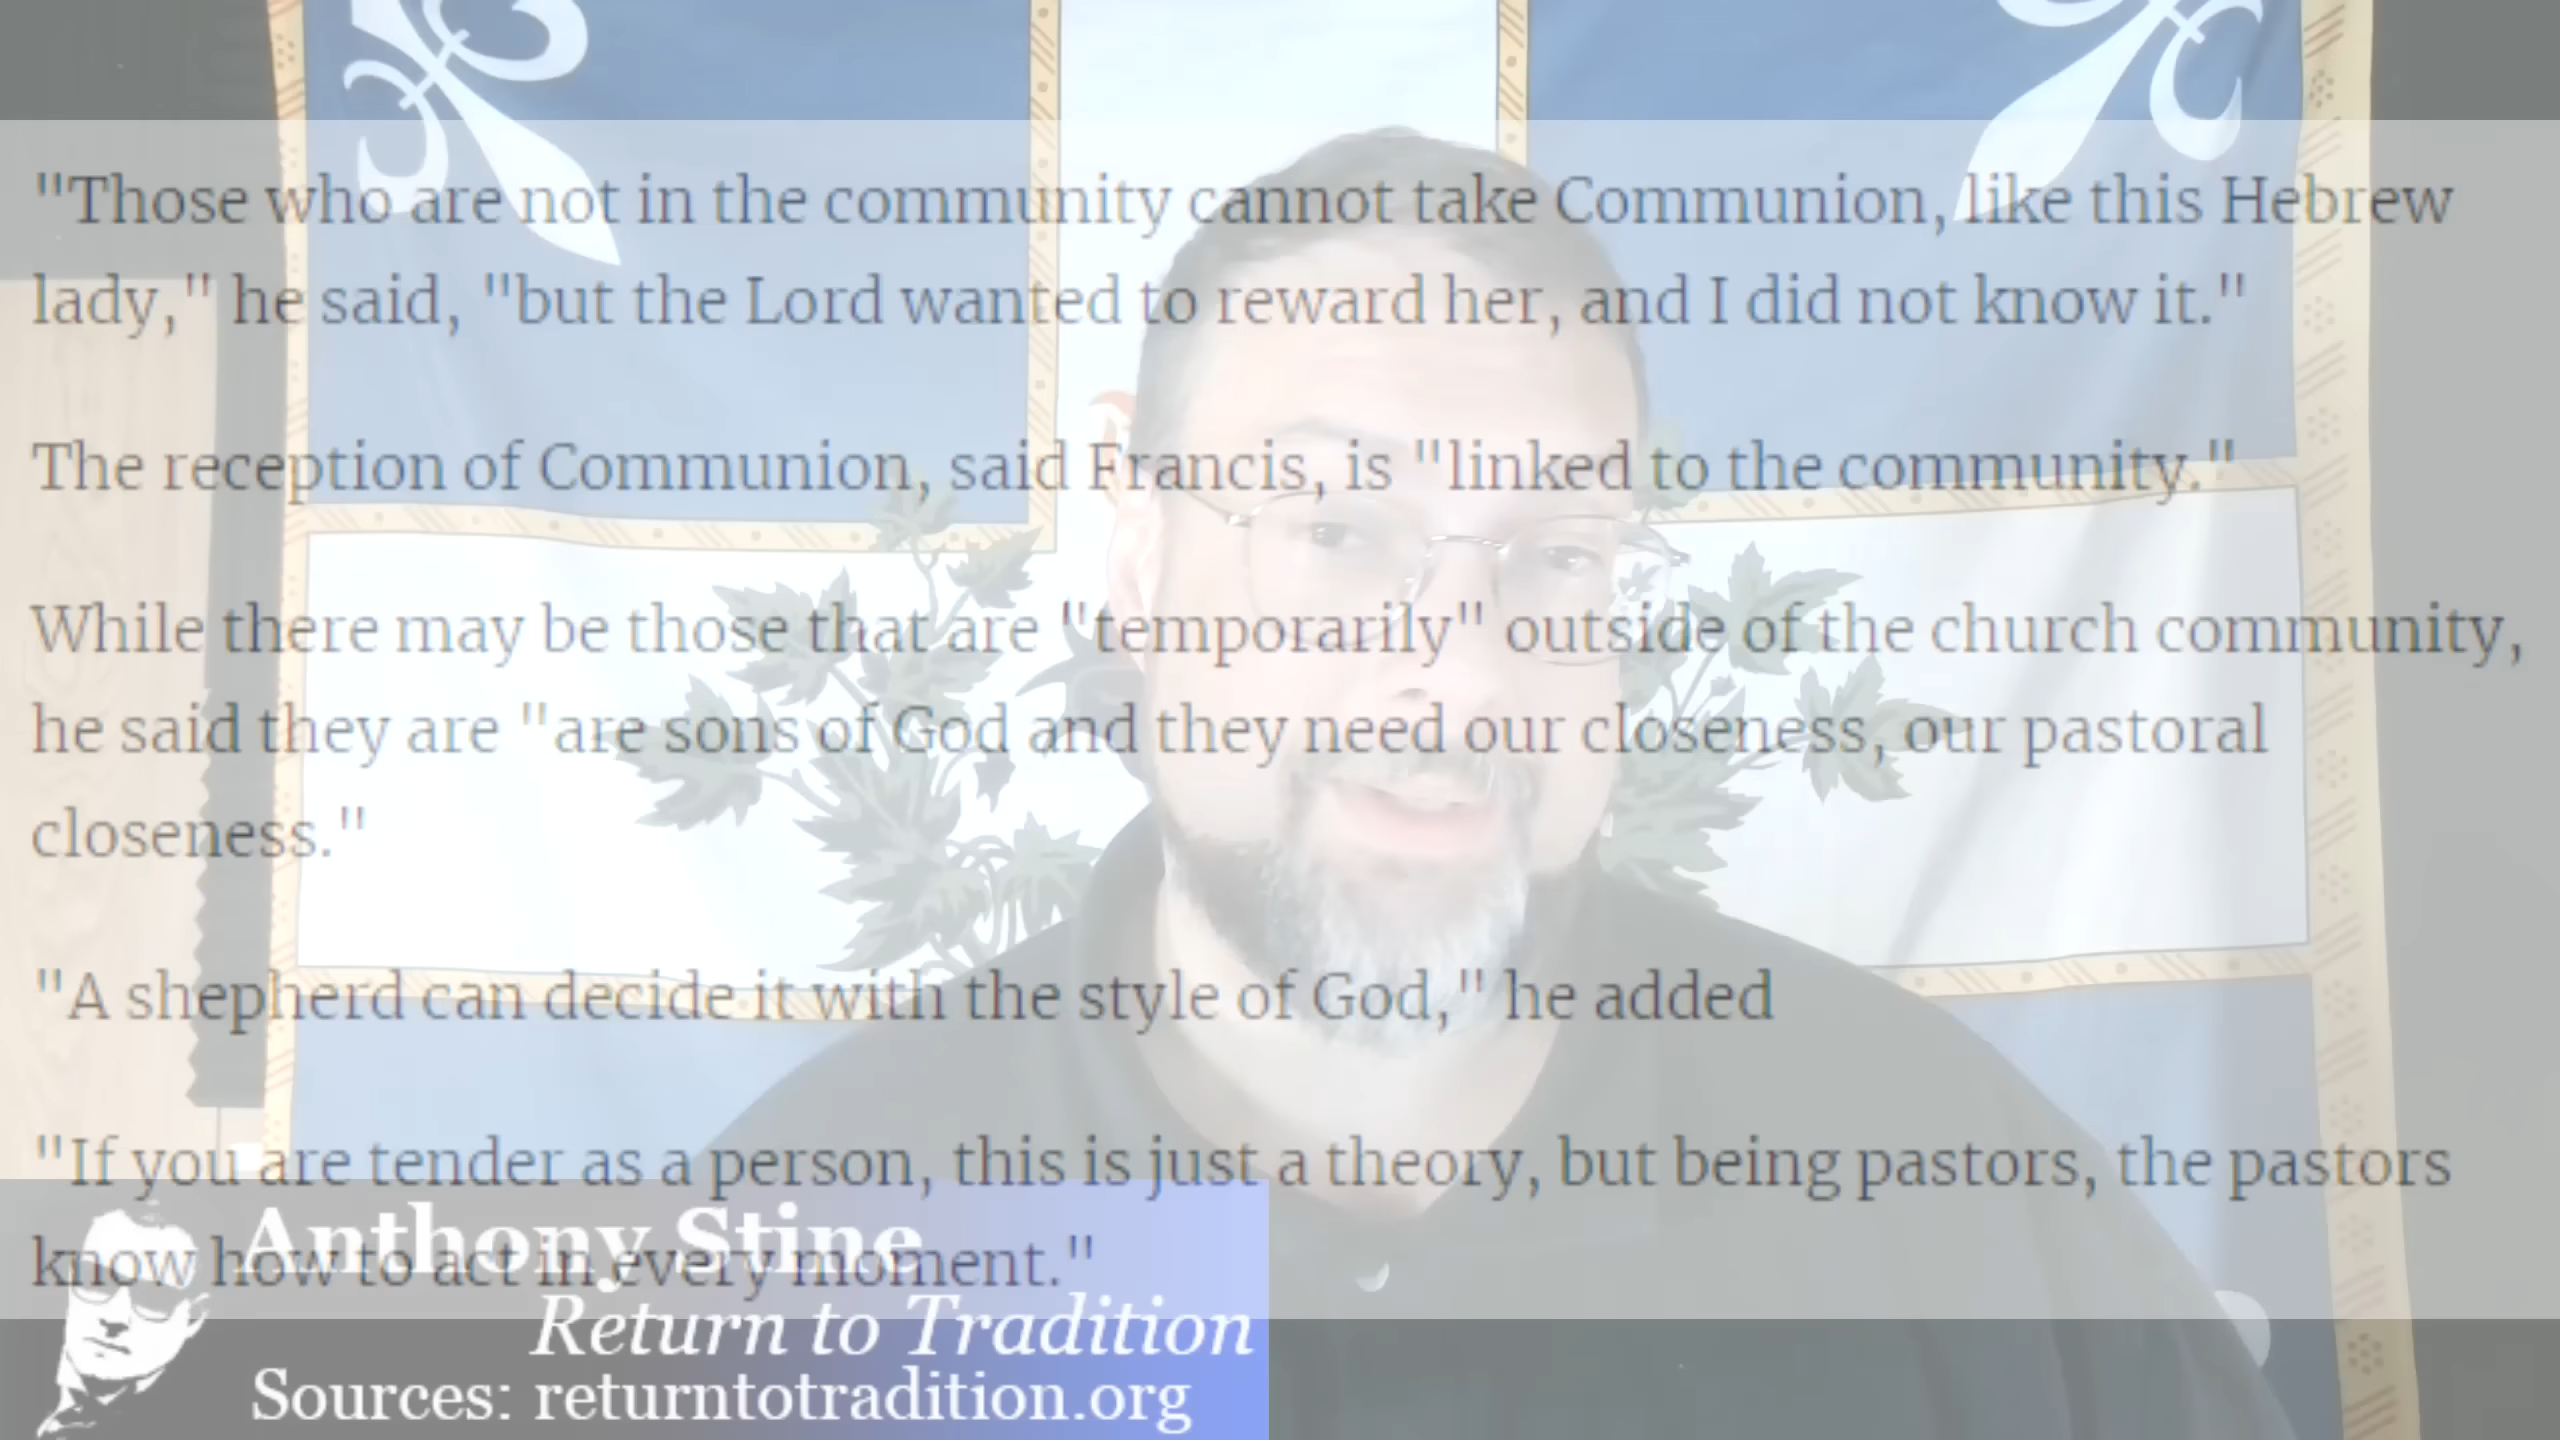 "Those who are not in the community cannot take Communion, like this Hebrew
lady," he said, "but the Lord wanted to reward her, and I did not know it."
The reception of Communion, said Francis, is "linked to the community."
While there may be those that are "temporarily" outside of the church community,
he said they are "are sons of God and they need our closeness, our pastoral
closeness."
"A shepherd can decide it with the style of God," he added
"If you are tender as a person, this is just a theory, but being pastors, the pastors
know how to act in every moment."
Anthony Stine
Return to Tradition
Sources: returntotradition.org